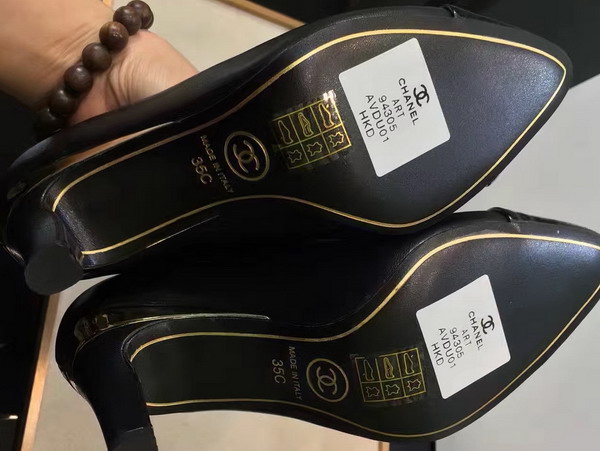 CHANEL
ART
94305
AVDU01
HKD
MADE IN ITALY
35C
CHANEL
ART
94305
AVDU01
HKD
MADE IN ITALY
35C